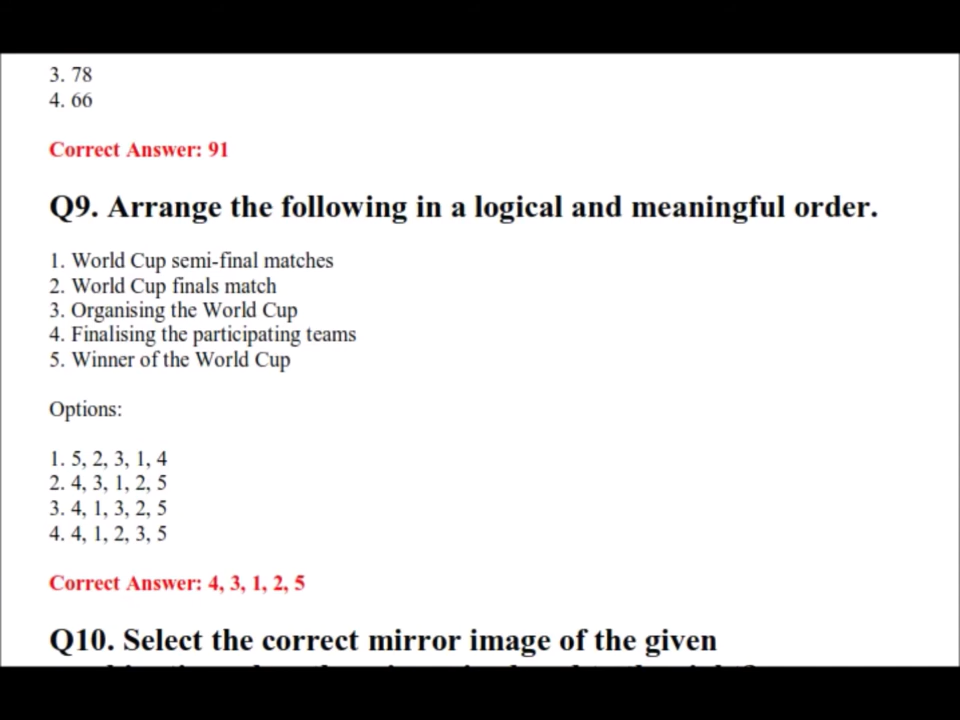 3. 78
4. 66
Correct Answer: 91
Q9. Arrange the following in a logical and meaningful order.
1. World Cup semi-final matches
2. World Cup finals match
3. Organising the World Cup
4. Finalising the participating teams
5. Winner of the World Cup
Options:
1. 5, 2, 3, 1, 4
2. 4, 3, 1, 2, 5
3. 4, 1, 3, 2, 5
4. 4, 1, 2, 3, 5
Correct Answer: 4, 3, 1, 2, 5
Q10. Select the correct mirror image of the given